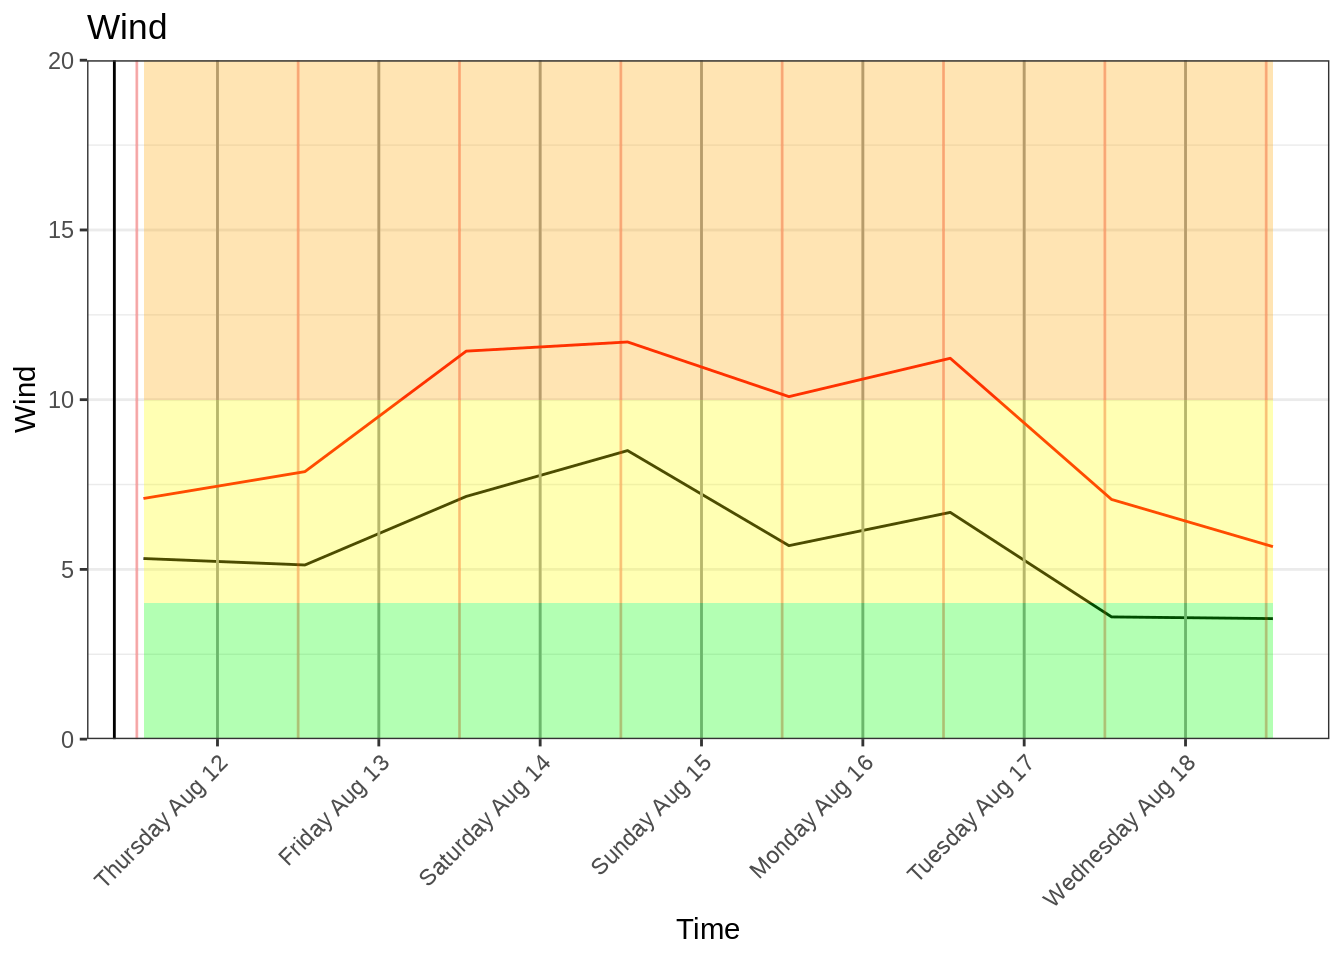 Wind
20
15
10
5
0
Wind
Thursday Aug 12
Friday Aug 13
Saturday Aug 14
Sunday Aug 15
Monday Aug 16
Tuesday Aug 17
Wednesday Aug 18
Time